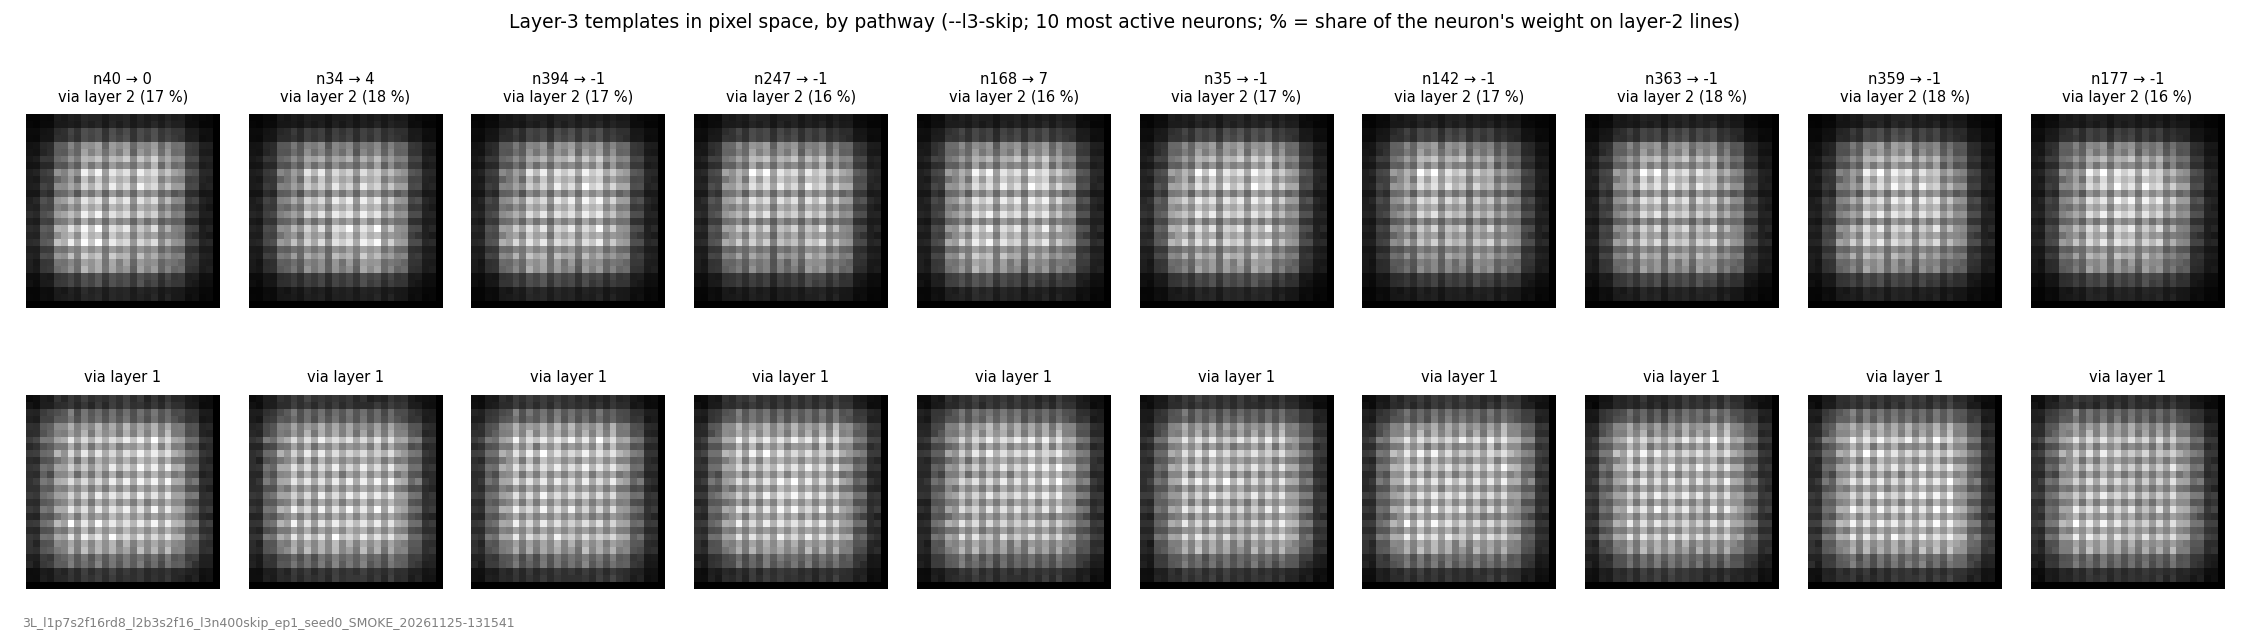 Layer-3 templates in pixel space, by pathway (--l3-skip; 10 most active neurons; % = share of the neuron's weight on layer-2 lines)
n40 → 0
via layer 2 (17 %)
n34 → 4
via layer 2 (18 %)
n394 → -1
via layer 2 (17 %)
n247 → -1
via layer 2 (16 %)
n168 → 7
via layer 2 (16 %)
n35 → -1
via layer 2 (17 %)
n142 → -1
via layer 2 (17 %)
n363 → -1
via layer 2 (18 %)
n359 → -1
via layer 2 (18 %)
n177 → -1
via layer 2 (16 %)
via layer 1
via layer 1
via layer 1
via layer 1
via layer 1
via layer 1
via layer 1
via layer 1
via layer 1
via layer 1
3L_l1p7s2f16rd8_l2b3s2f16_l3n400skip_ep1_seed0_SMOKE_20261125-131541